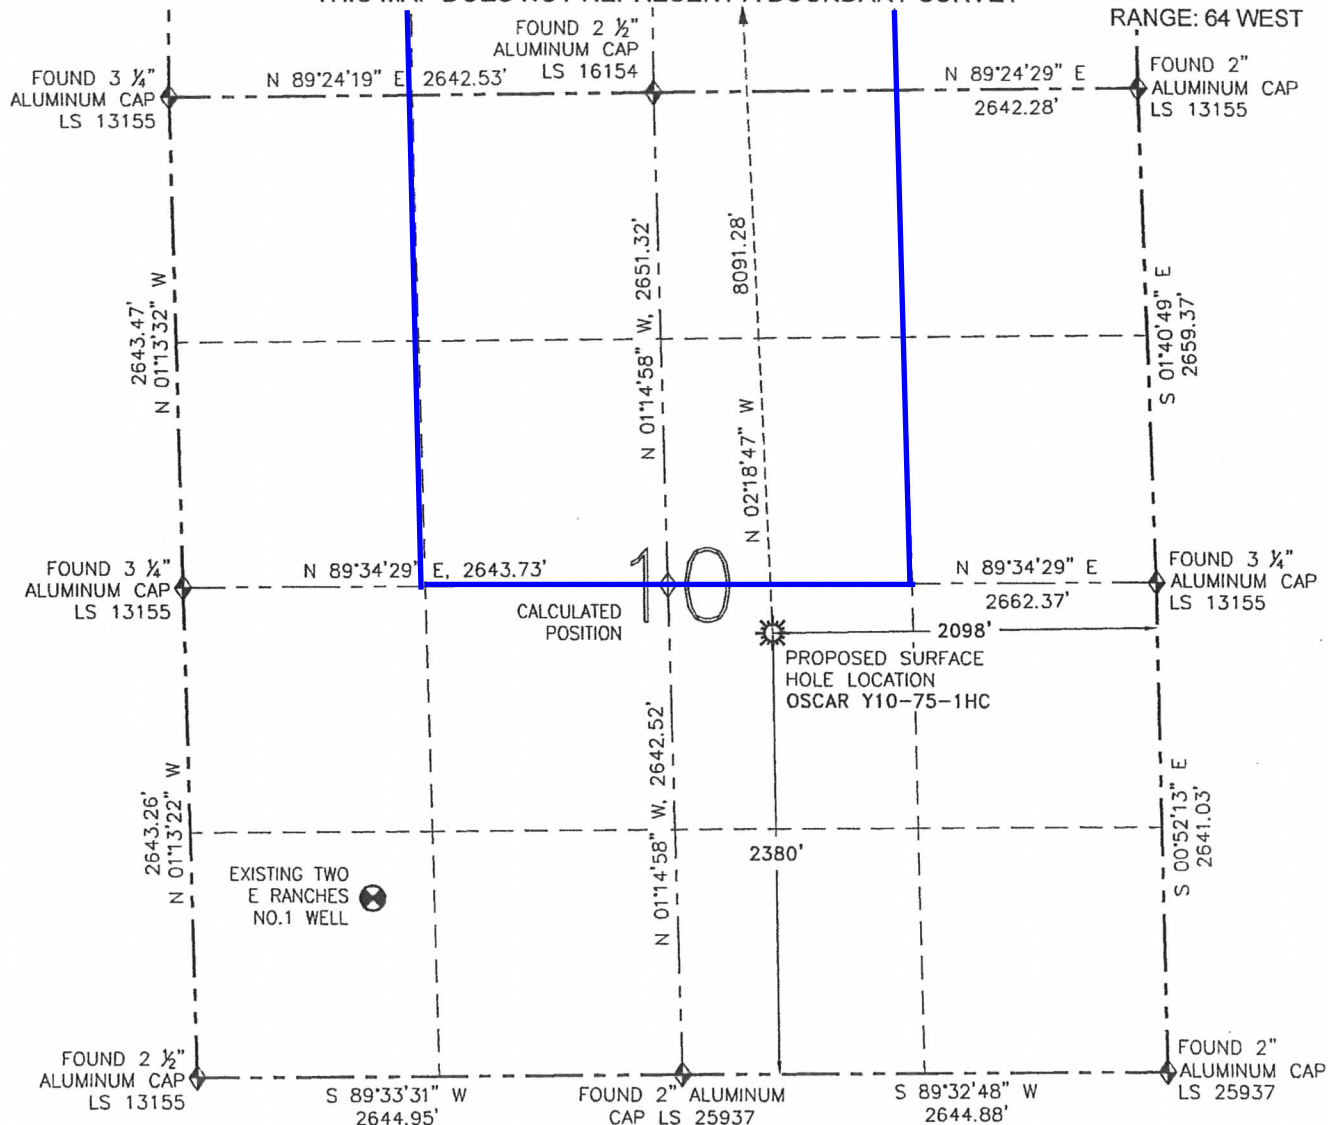 THIS MAP DOES NOT REPRESENT A BOUNDARY SURVEY
RANGE: 64 WEST
FOUND 2 ½"
ALUMINUM CAP
LS 16154
FOUND 3 ¼"
ALUMINUM CAP
LS 13155
N 89°24'19" E 2642.53'
N 89°24'29" E
2642.28'
FOUND 2"
ALUMINUM CAP
LS 13155
2643.47'
N 01°13'32" W
N 01°14'58" W, 2651.32'
8091.28'
N 02°18'47" W
S 01°40'49" E
2659.37'
FOUND 3 ¼"
ALUMINUM CAP
LS 13155
N 89°34'29" E, 2643.73'
10
N 89°34'29" E
2662.37'
FOUND 3 ¼"
ALUMINUM CAP
LS 13155
CALCULATED
POSITION
2098'
PROPOSED SURFACE
HOLE LOCATION
OSCAR Y10-75-1HC
2643.26'
N 01°13'22" W
N 01°14'58" W, 2642.52'
2380'
S 00°52'13" E
2641.03'
EXISTING TWO
E RANCHES
NO.1 WELL
FOUND 2 ½"
ALUMINUM CAP
LS 13155
S 89°33'31" W
2644.95'
FOUND 2" ALUMINUM
CAP LS 25937
S 89°32'48" W
2644.88'
FOUND 2"
ALUMINUM CAP
LS 25937